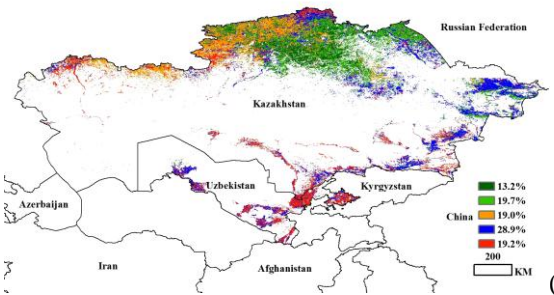 Russian Federation
Kazakhstan
Uzbekistan
Kyrgyzstan
Azerbaijan
China
13.2%
19.7%
19.0%
28.9%
19.2%
200
KM
Iran
Afghanistan
(